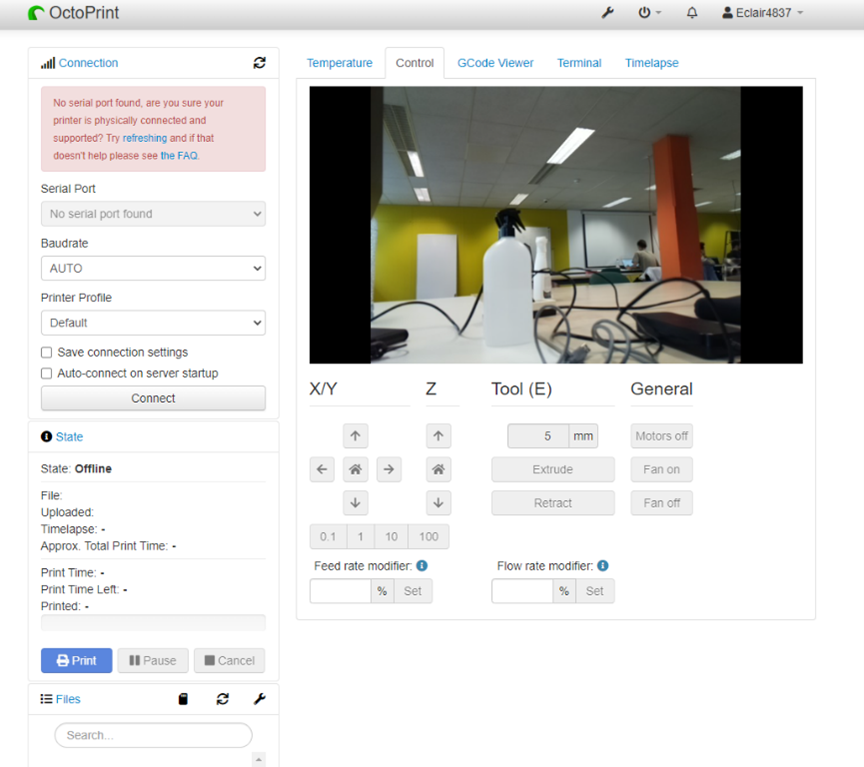 OctoPrint
Eclair4837
Connection
No serial port found, are you sure your
printer is physically connected and
supported? Try refreshing and if that
doesn't help please see the FAQ.
Serial Port
No serial port found
Baudrate
AUTO
Printer Profile
Default
Save connection settings
Auto-connect on server startup
Connect
State
State: Offline
File:
Uploaded:
Timelapse: -
Approx. Total Print Time: -
Print Time: -
Print Time Left: -
Printed: -
Print Pause Cancel
Files
Search...
Temperature Control GCode Viewer Terminal Timelapse
X/Y Z Tool (E) General
5 mm Motors off
Extrude Fan on
Retract Fan off
0.1 1 10 100
Feed rate modifier: Flow rate modifier:
% Set % Set